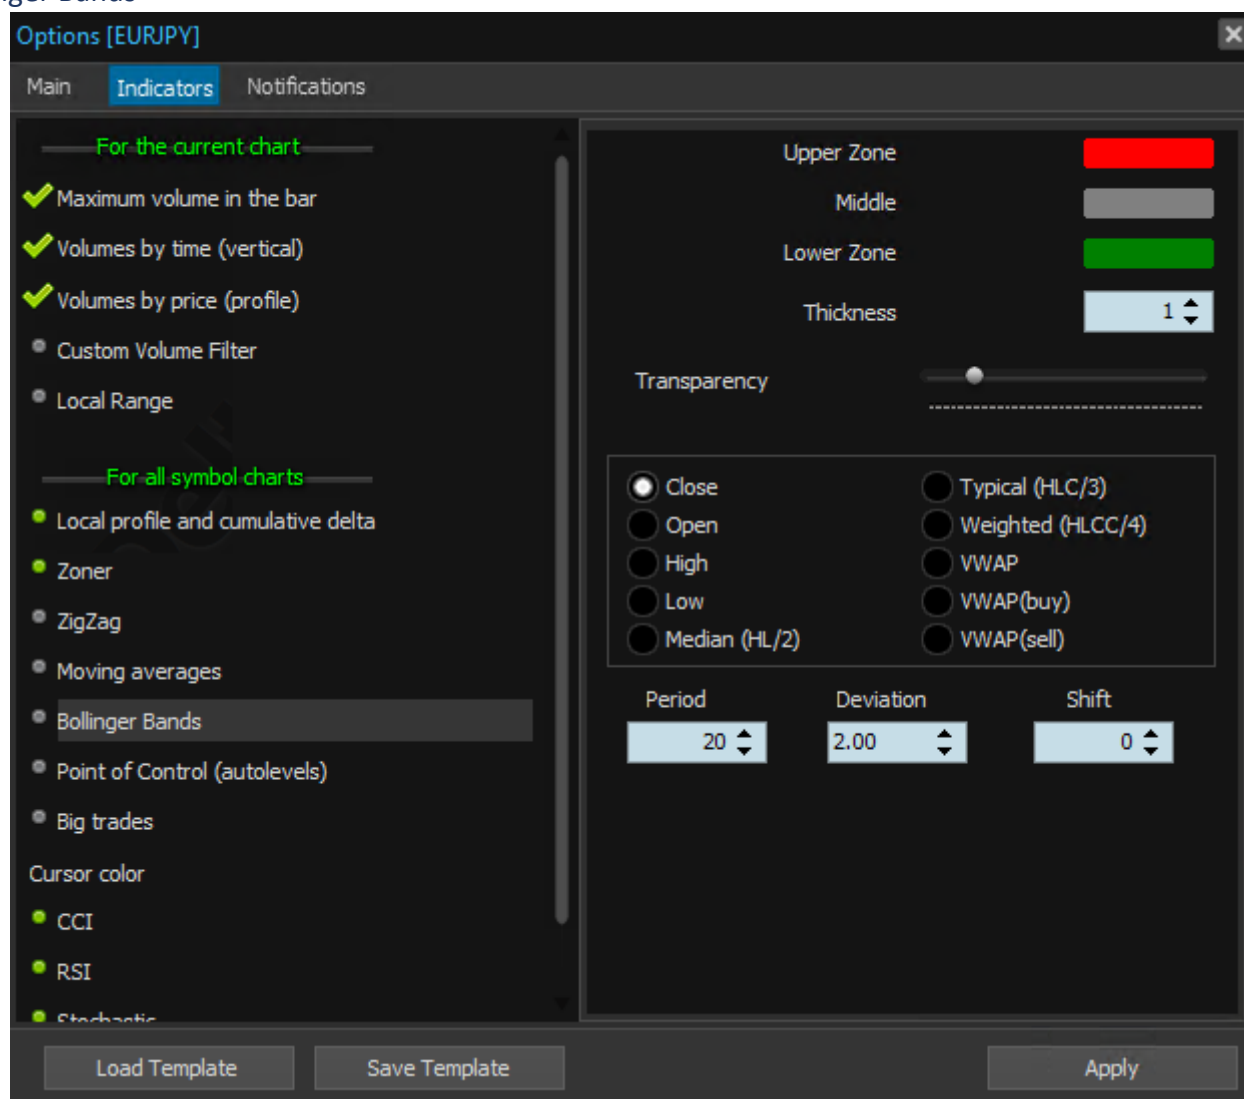 Bands
Options [EURJPY]
Main Indicators Notifications
For the current chart
Maximum volume in the bar
Volumes by time (vertical)
Volumes by price (profile)
Custom Volume Filter
Local Range
For all symbol charts
Local profile and cumulative delta
Zoner
ZigZag
Moving averages
Bollinger Bands
Point of Control (autolevels)
Big trades
Cursor color
CCI
RSI
Stochastic
Upper Zone
Middle
Lower Zone
Thickness 1
Transparency
Close
Open
High
Low
Median (HL/2)
Typical (HLC/3)
Weighted (HLCC/4)
VWAP
VWAP(buy)
VWAP(sell)
Period Deviation Shift
20 2.00 0
Load Template Save Template Apply